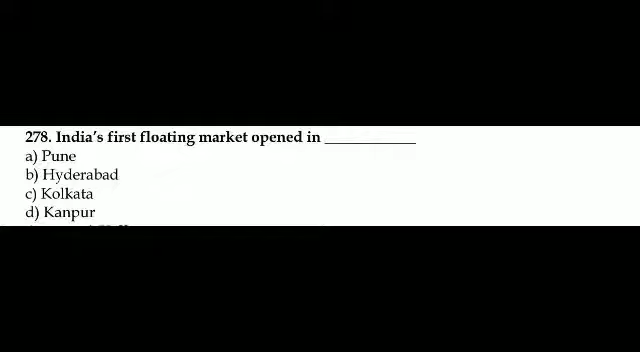 278. India's first floating market opened in ____________
a) Pune
b) Hyderabad
c) Kolkata
d) Kanpur